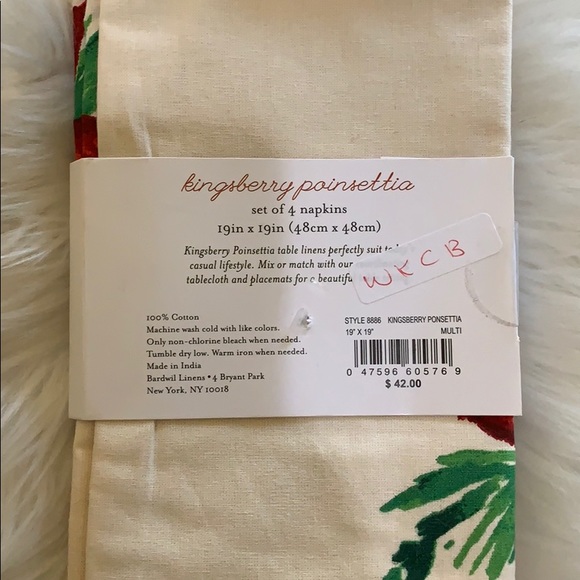 kingsberry poinsettia
set of 4 napkins
19in x 19in (48cm x 48cm)
Kingsberry Poinsettia table linens perfectly suit to
casual lifestyle. Mix or match with our
tablecloth and placemats for a beautiful
WKCB
100% Cotton
Machine wash cold with like colors.
Only non-chlorine bleach when needed.
Tumble dry low. Warm iron when needed.
Made in India
Bardwil Linens • 4 Bryant Park
New York, NY 10018
STYLE 8886 KINGSBERRY PONSETTIA
19" X 19" MULTI
0 47596 60576 9
$ 42.00